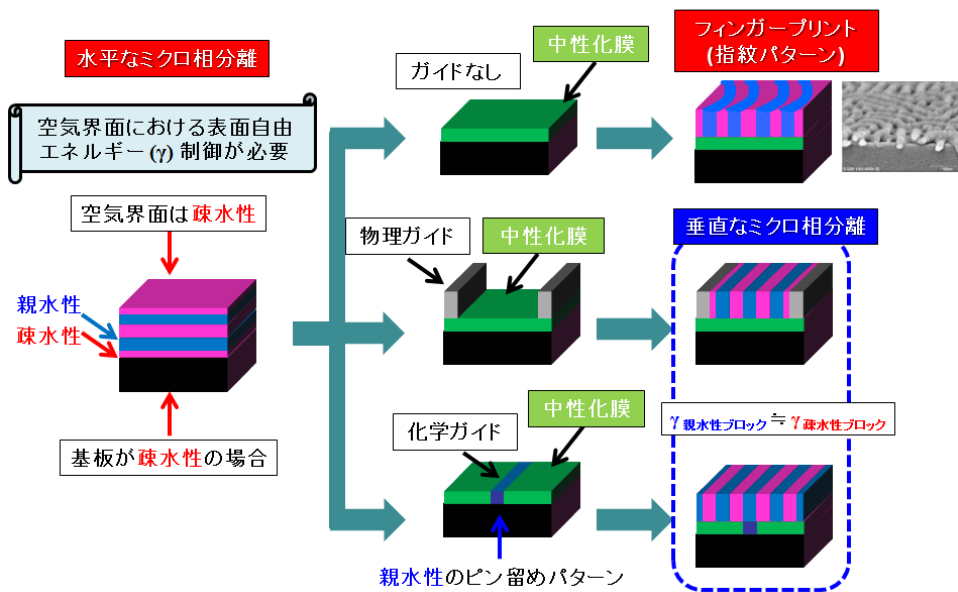 水平なミクロ相分離
空気界面における表面自由
エネルギー(γ)制御が必要
空気界面は疎水性
親水性
疎水性
基板が疎水性の場合
中性化膜
ガイドなし
フィンガープリント
(指紋パターン)
物理ガイド
中性化膜
垂直なミクロ相分離
中性化膜
化学ガイド
γ親水性ブロック≒γ疎水性ブロック
親水性のピン留めパターン